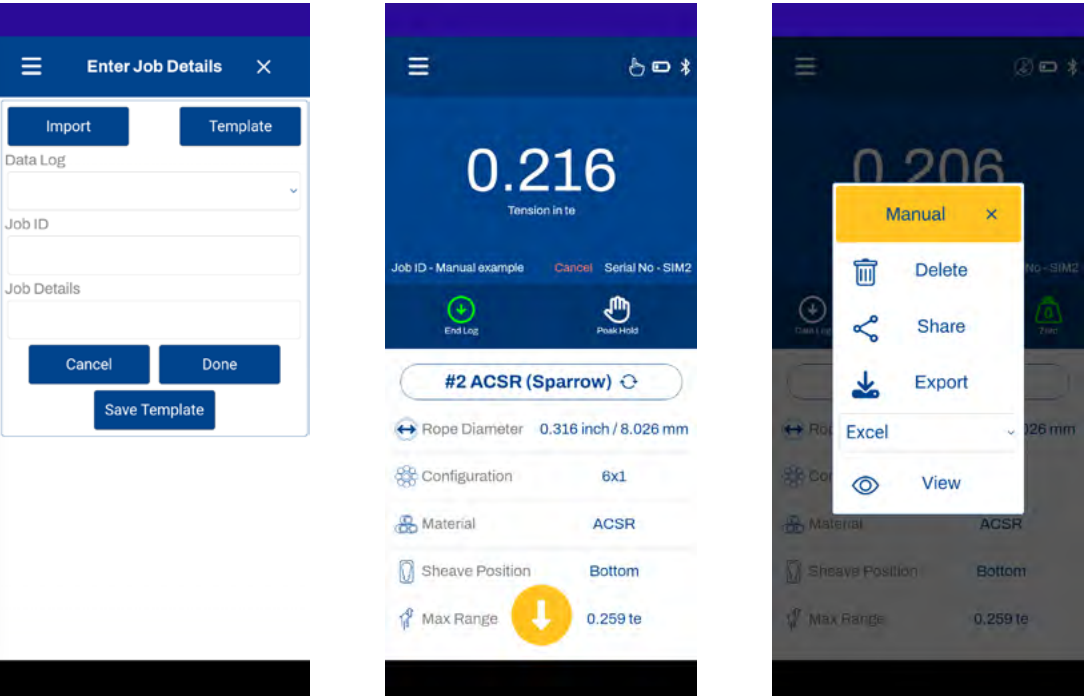 Enter Job Details
Import
Template
Data Log
Job ID
Job Details
Cancel
Done
Save Template
0.216
Tension in te
Job ID - Manual example
Cancel
Serial No - SIM2
End Log
Peak Hold
#2 ACSR (Sparrow)
Rope Diameter
0.316 inch / 8.026 mm
Configuration
6x1
Material
ACSR
Sheave Position
Bottom
Max Range
0.259 te
0.206
Manual
Delete
No - SIM2
Share
Data Log
Zero
Export
Excel
026 mm
View
Material
ACSR
Sheave Position
Bottom
Max Range
0.259 te